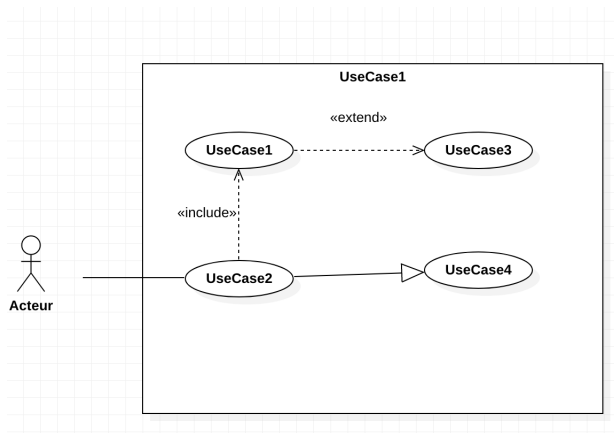 UseCase1
«extend»
UseCase1
UseCase3
«include»
UseCase2
UseCase4
Acteur